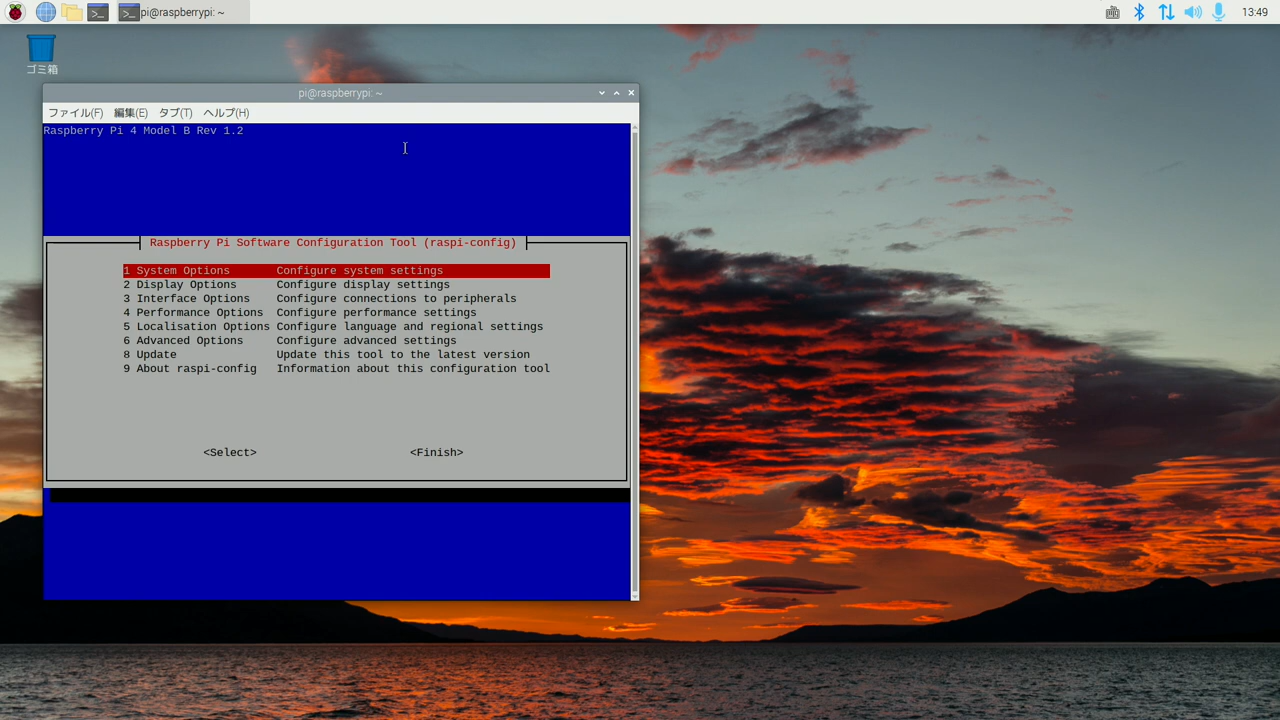 pi@raspberrypi: ~
13:49
ゴミ箱
pi@raspberrypi: ~
ファイル(F) 編集(E) タブ(T) ヘルプ(H)
Raspberry Pi 4 Model B Rev 1.2
Raspberry Pi Software Configuration Tool (raspi-config)
1 System Options Configure system settings
2 Display Options Configure display settings
3 Interface Options Configure connections to peripherals
4 Performance Options Configure performance settings
5 Localisation Options Configure language and regional settings
6 Advanced Options Configure advanced settings
8 Update Update this tool to the latest version
9 About raspi-config Information about this configuration tool
<Select> <Finish>